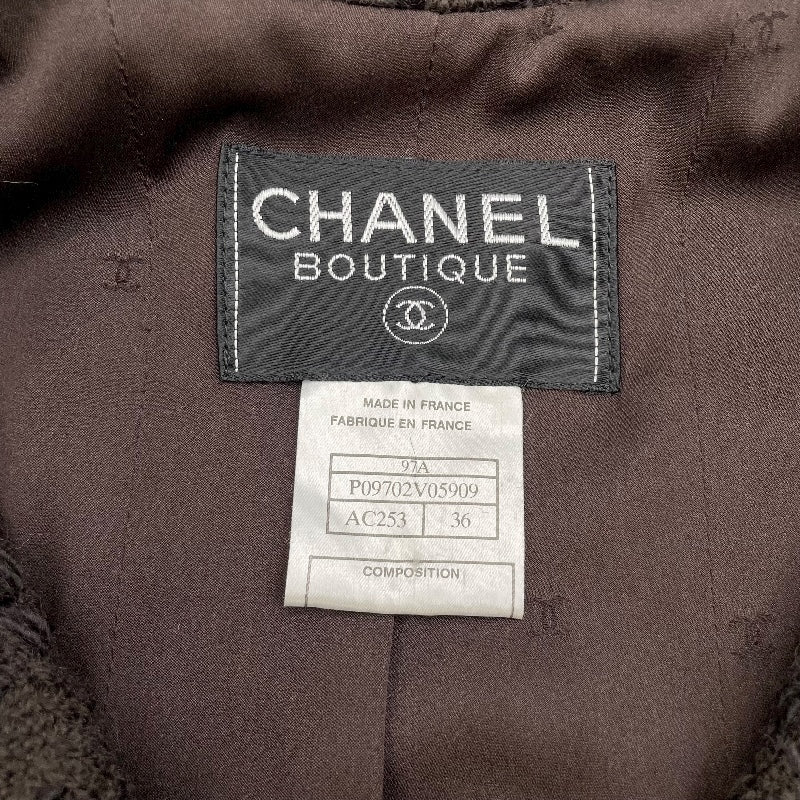 CHANEL
BOUTIQUE
MADE IN FRANCE
FABRIQUE EN FRANCE
97A
P09702V05909
AC253 36
COMPOSITION